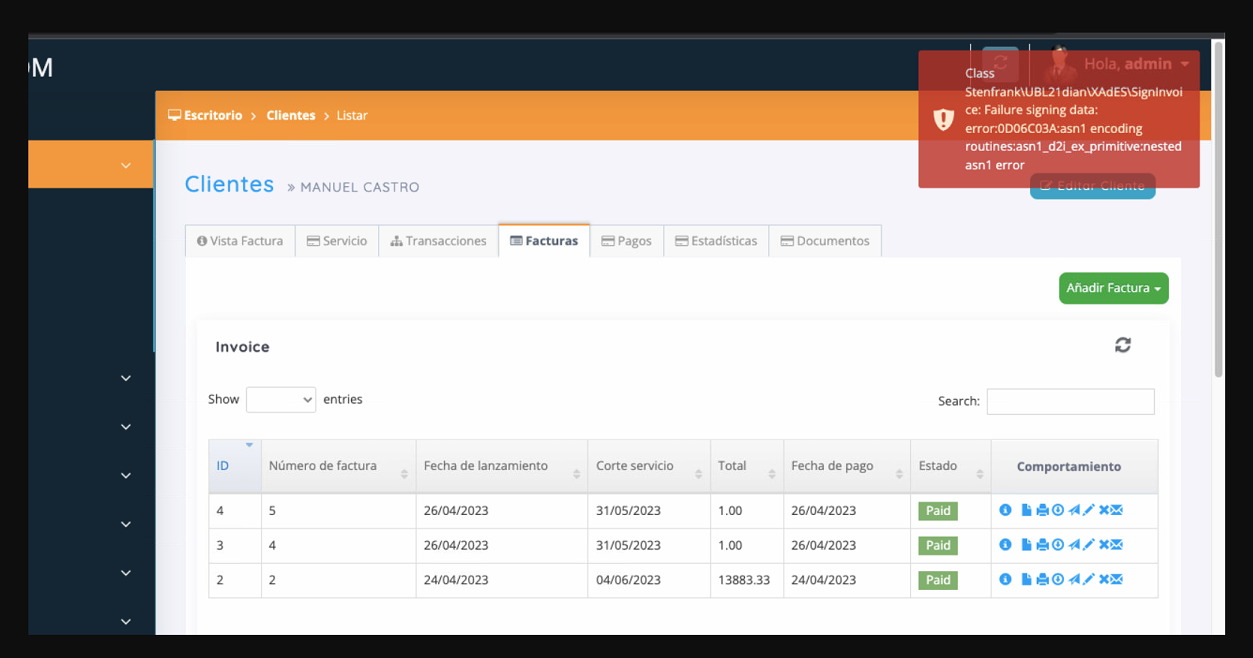 OM
Hola, admin
Class
Stenfrank\UBL21dian\XAdES\SignInvoi
ce: Failure signing data:
error:0D06C03A:asn1 encoding
routines:asn1_d2i_ex_primitive:nested
asn1 error
Escritorio > Clientes > Listar
Clientes » MANUEL CASTRO
Editar Cliente
Vista Factura Servicio Transacciones Facturas Pagos Estadísticas Documentos
Añadir Factura
Invoice
Show entries
Search:
ID Número de factura Fecha de lanzamiento Corte servicio Total Fecha de pago Estado Comportamiento
4 5 26/04/2023 31/05/2023 1.00 26/04/2023 Paid
3 4 26/04/2023 31/05/2023 1.00 26/04/2023 Paid
2 2 24/04/2023 04/06/2023 13883.33 24/04/2023 Paid